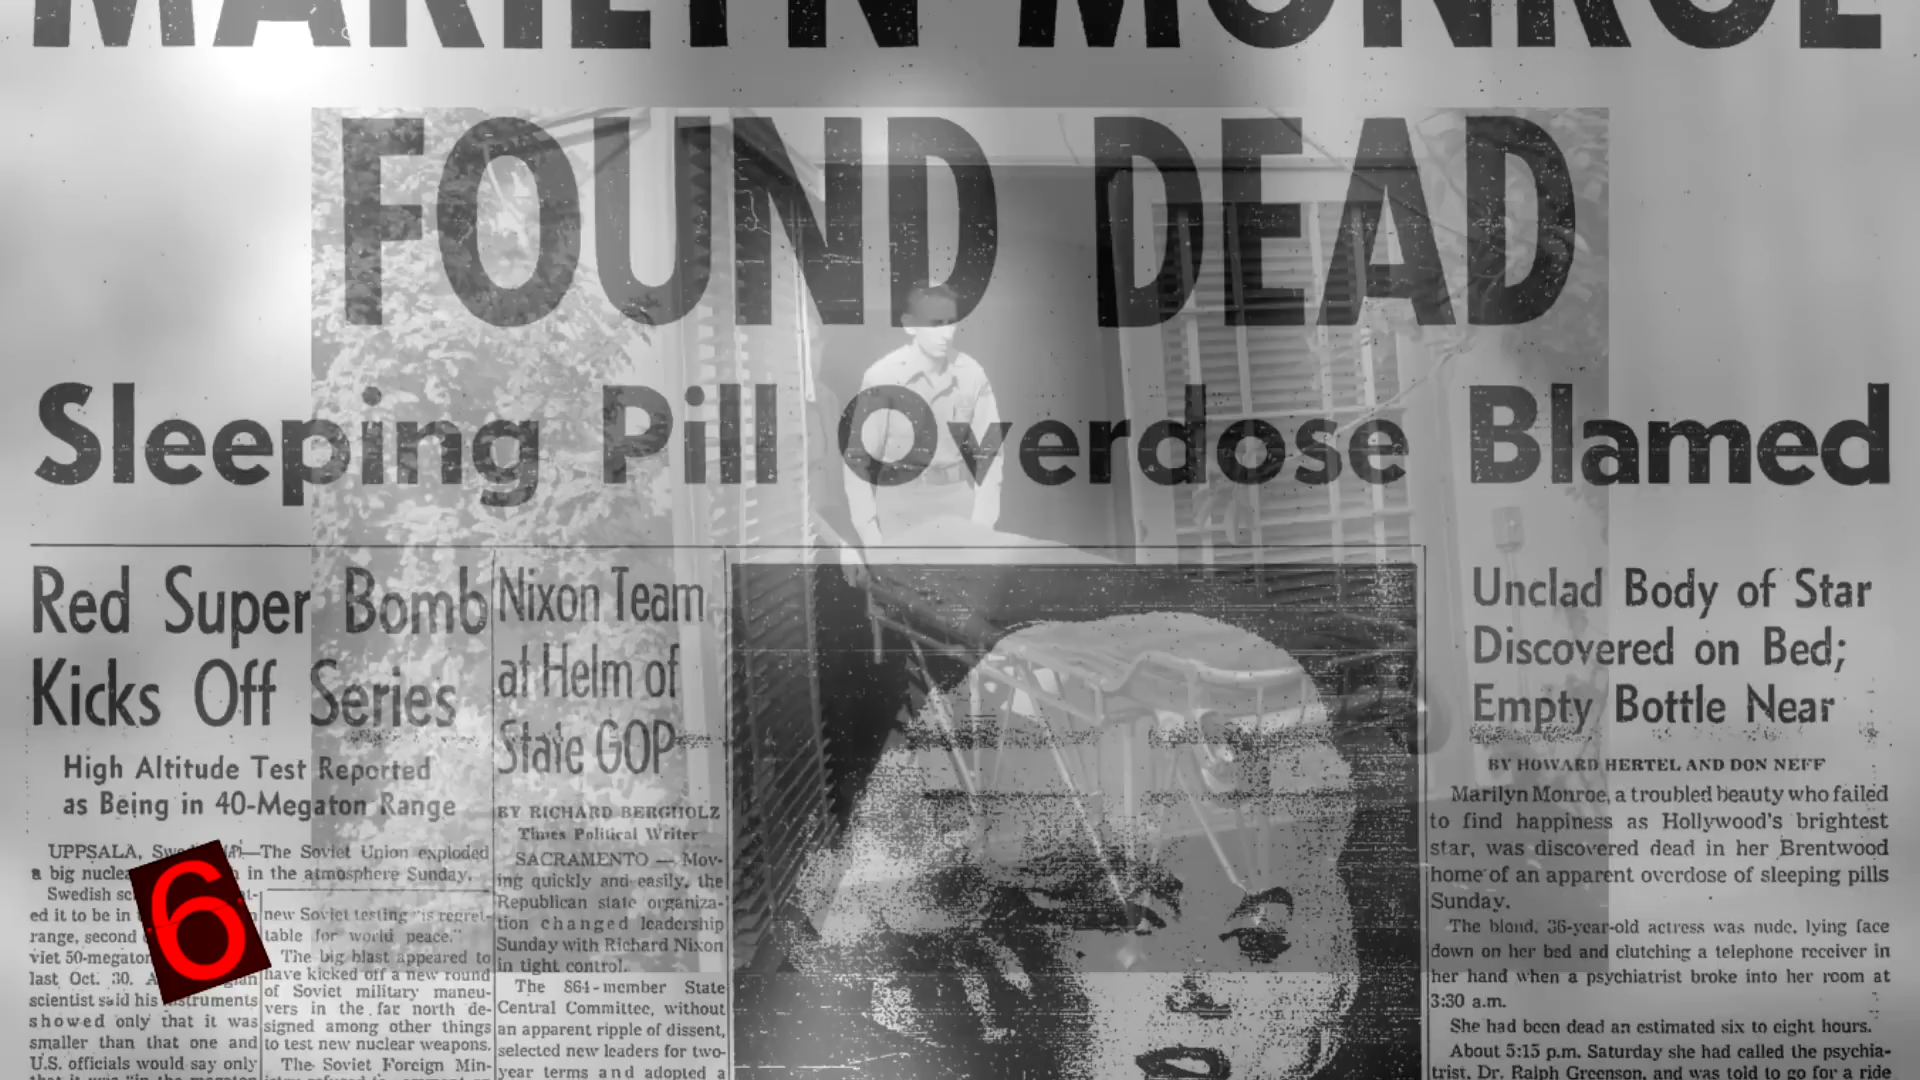 MARILYN MONROE
FOUND DEAD
Sleeping Pill Overdose Blamed
Red Super Bomb
Kicks Off Series
High Altitude Test Reported
as Being in 40-Megaton Range
UPPSALA, —The Soviet Union exploded
a big in the atmosphere Sunday.
Swedish
ed it to be in
range, second
viet 50-megaton
last Oct. 30.
scientist said his instruments
showed only that it was
smaller than that one and
U.S. officials would say only
6
new Soviet testing "is regret-
table for world peace."
The big blast appeared to
have kicked off a new round
of Soviet military maneu-
vers in the far north de-
signed among other things
to test new nuclear weapons.
The Soviet Foreign Min-
Nixon Team
at Helm of
State GOP
BY RICHARD BERGHOLZ
Times Political Writer
SACRAMENTO — Mov-
ing quickly and easily, the
Republican state organiza-
tion changed leadership
Sunday with Richard Nixon
in tight control.
The 864-member State
Central Committee, without
an apparent ripple of dissent,
selected new leaders for two-
year terms and adopted a
Unclad Body of Star
Discovered on Bed;
Empty Bottle Near
BY HOWARD HERTEL AND DON NEFF
Marilyn Monroe, a troubled beauty who failed
to find happiness as Hollywood's brightest
star, was discovered dead in her Brentwood
home of an apparent overdose of sleeping pills
Sunday.
The blond, 36-year-old actress was nude, lying face
down on her bed and clutching a telephone receiver in
her hand when a psychiatrist broke into her room at
3:30 a.m.
She had been dead an estimated six to eight hours.
About 5:15 p.m. Saturday she had called the psychia-
trist, Dr. Ralph Greenson, and was told to go for a ride